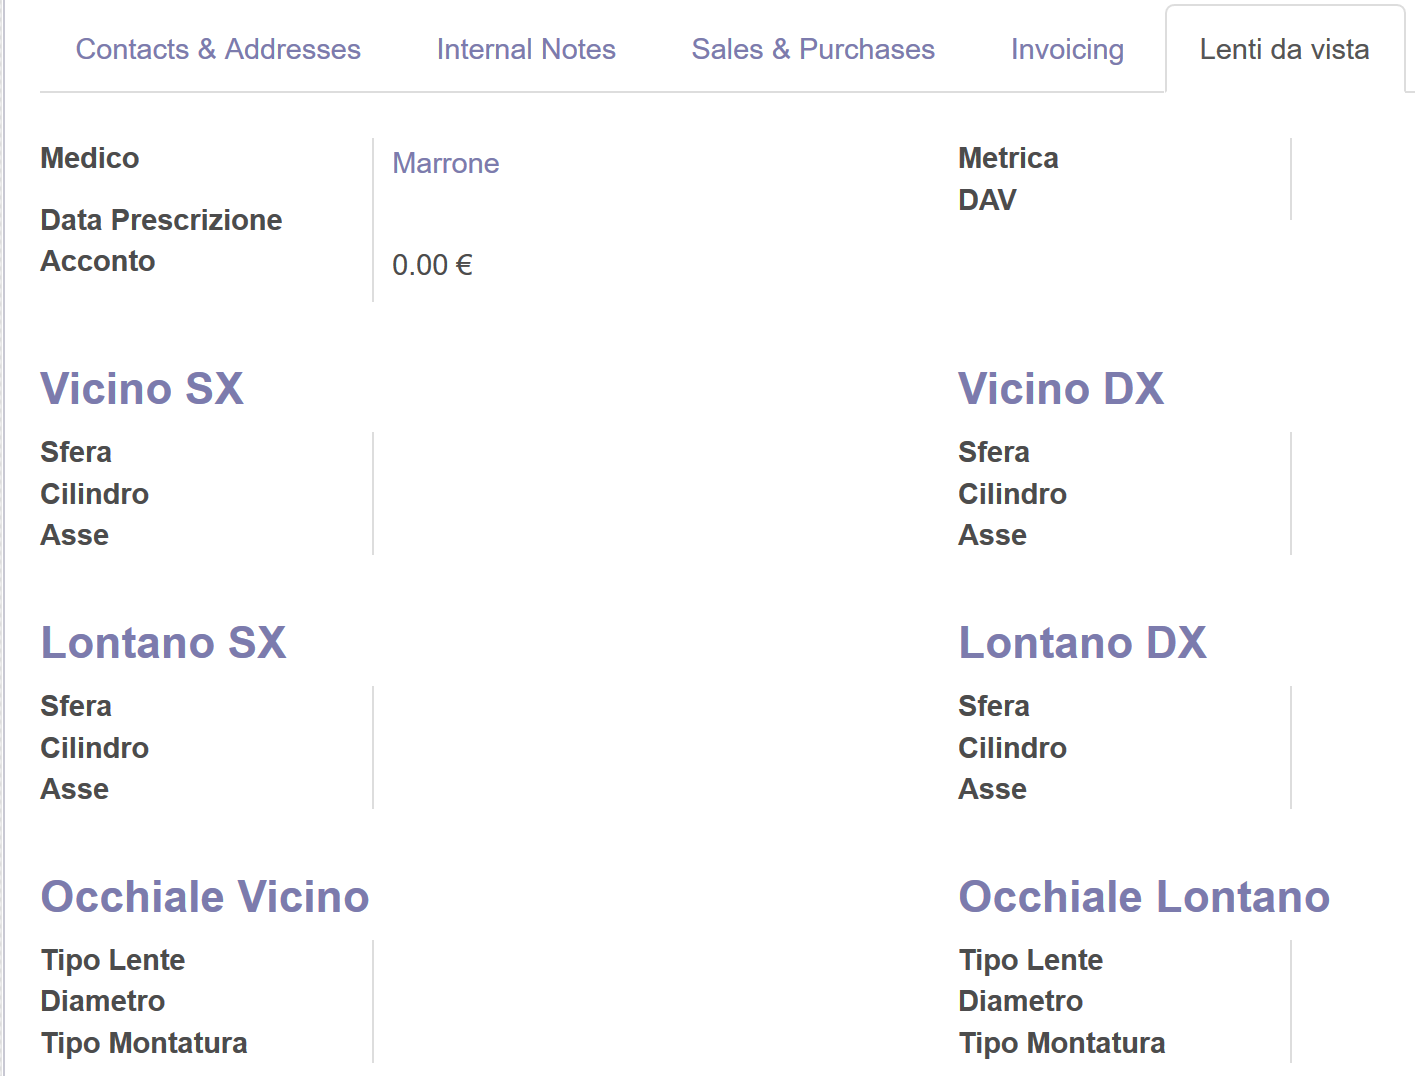 Contacts & Addresses Internal Notes Sales & Purchases Invoicing Lenti da vista
Medico Marrone
Data Prescrizione
Acconto 0.00 €
Metrica
DAV
Vicino SX
Sfera
Cilindro
Asse
Vicino DX
Sfera
Cilindro
Asse
Lontano SX
Sfera
Cilindro
Asse
Lontano DX
Sfera
Cilindro
Asse
Occhiale Vicino
Tipo Lente
Diametro
Tipo Montatura
Occhiale Lontano
Tipo Lente
Diametro
Tipo Montatura